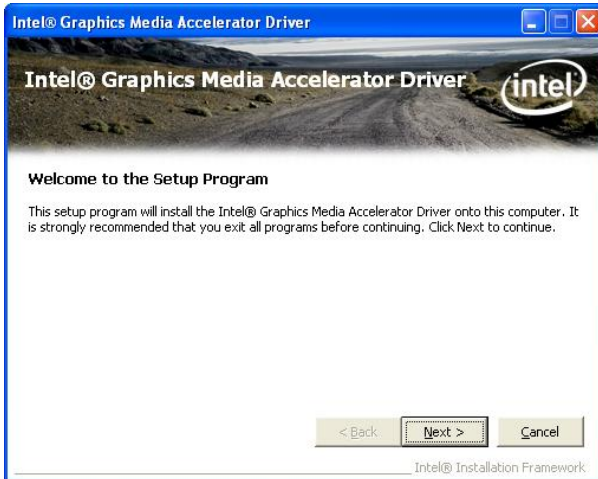 Intel® Graphics Media Accelerator Driver
Intel® Graphics Media Accelerator Driver
intel
Welcome to the Setup Program
This setup program will install the Intel® Graphics Media Accelerator Driver onto this computer. It
is strongly recommended that you exit all programs before continuing. Click Next to continue.
< Back
Next >
Cancel
Intel® Installation Framework